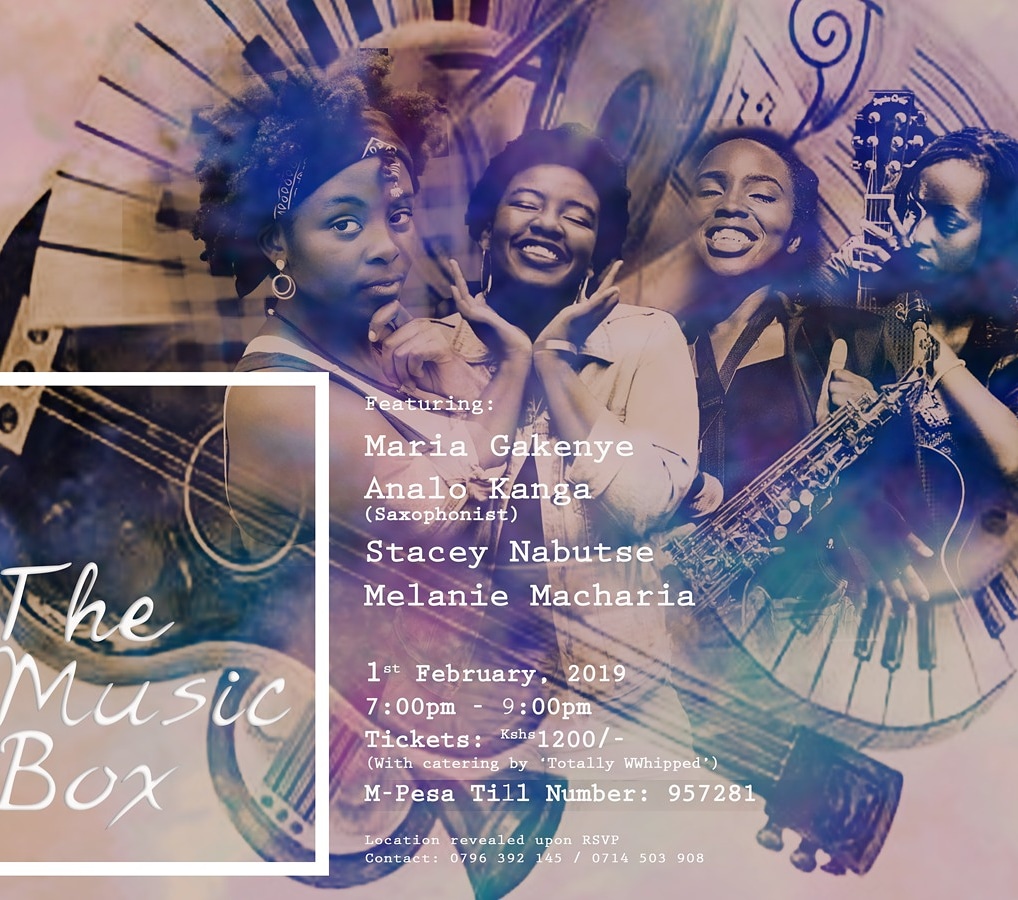 The
Music
Box
Featuring:
Maria Gakenye
Analo Kanga
(Saxophonist)
Stacey Nabutse
Melanie Macharia
1st February, 2019
7:00pm - 9:00pm
Tickets: Kshs1200/-
(With catering by ‘Totally WWhipped’)
M-Pesa Till Number: 957281
Location revealed upon RSVP
Contact: 0796 392 145 / 0714 503 908